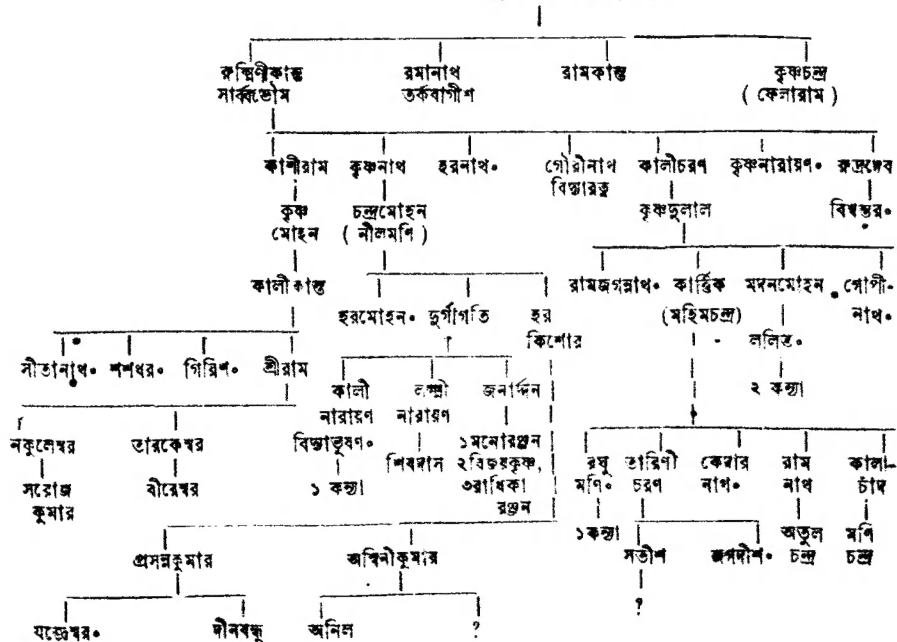 রুক্মিণীকান্ত রমানাথ রামকান্ত কৃষ্ণচন্দ্র
সার্ব্বভৌম তর্কবাগীশ ( ফেলারাম )
কাশীরাম কৃষ্ণনাথ হরনাথ॰ গৌরীনাথ কালীচরণ কৃষ্ণনারায়ণ॰ রুদ্রদেব
বিদ্যারত্ন
কৃষ্ণ চন্দ্রমোহন কৃষ্ণদুলাল বিশ্বম্ভর॰
মোহন ( নীলমণি )
কালীকান্ত রামজগন্নাথ॰ কার্ত্তিক মদনমোহন গোপী-
হরমোহন॰ দুর্গাগতি হর (মহিমচন্দ্র) নাথ॰
কিশোর ললিত॰
সীতানাথ॰ শশধর॰ গিরিশ॰ শ্রীরাম
কালী লক্ষ্মী জনার্দ্দন ২ কন্যা
নারায়ণ নারায়ণ
নকুলেশ্বর তারকেশ্বর বিদ্যাভূষণ॰ ১মনোরঞ্জন রঘু তারিণী কেদার রাম কালা-
শিবদাস ২বিজয়কৃষ্ণ, মণি॰ চরণ নাথ॰ নাথ চাঁদ
সরোজ বীরেশ্বর ১ কন্যা ৩রাধিকা
কুমার রঞ্জন ১কন্যা অতুল মণি
প্রসন্নকুমার অশ্বিনীকুমার সতীশ জগদীশ॰ চন্দ্র চন্দ্র
?
যজ্ঞেশ্বর॰ দীনবন্ধু অনিল ?